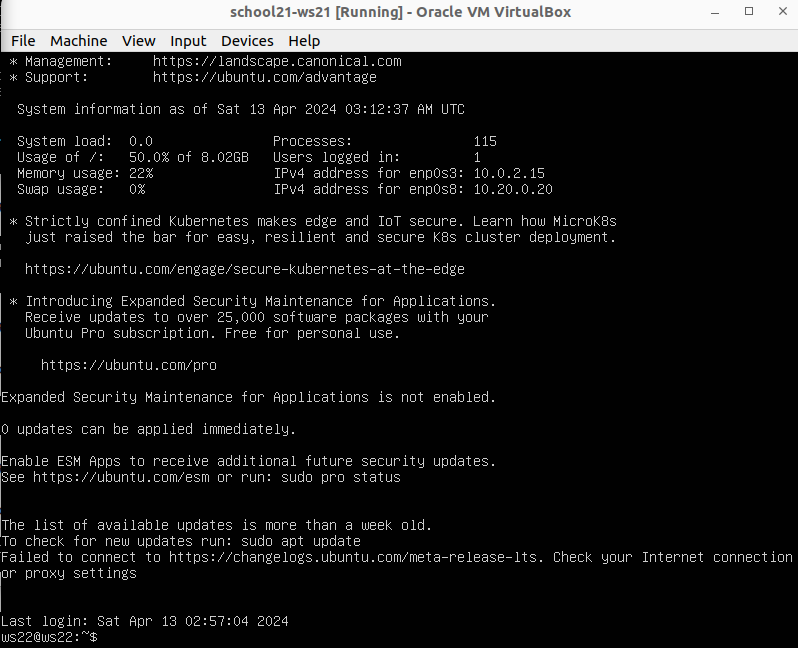 school21-ws21 [Running] - Oracle VM VirtualBox
File Machine View Input Devices Help
* Management: https://landscape.canonical.com
* Support: https://ubuntu.com/advantage
System information as of Sat 13 Apr 2024 03:12:37 AM UTC
System load: 0.0 Processes: 115
Usage of /: 50.0% of 8.02GB Users logged in: 1
Memory usage: 22% IPv4 address for enp0s3: 10.0.2.15
Swap usage: 0% IPv4 address for enp0s8: 10.20.0.20
* Strictly confined Kubernetes makes edge and IoT secure. Learn how MicroK8s
just raised the bar for easy, resilient and secure K8s cluster deployment.
https://ubuntu.com/engage/secure-kubernetes-at-the-edge
* Introducing Expanded Security Maintenance for Applications.
Receive updates to over 25,000 software packages with your
Ubuntu Pro subscription. Free for personal use.
https://ubuntu.com/pro
Expanded Security Maintenance for Applications is not enabled.
0 updates can be applied immediately.
Enable ESM Apps to receive additional future security updates.
See https://ubuntu.com/esm or run: sudo pro status
The list of available updates is more than a week old.
To check for new updates run: sudo apt update
Failed to connect to https://changelogs.ubuntu.com/meta-release-lts. Check your Internet connection
or proxy settings
Last login: Sat Apr 13 02:57:04 2024
ws22@ws22:~$